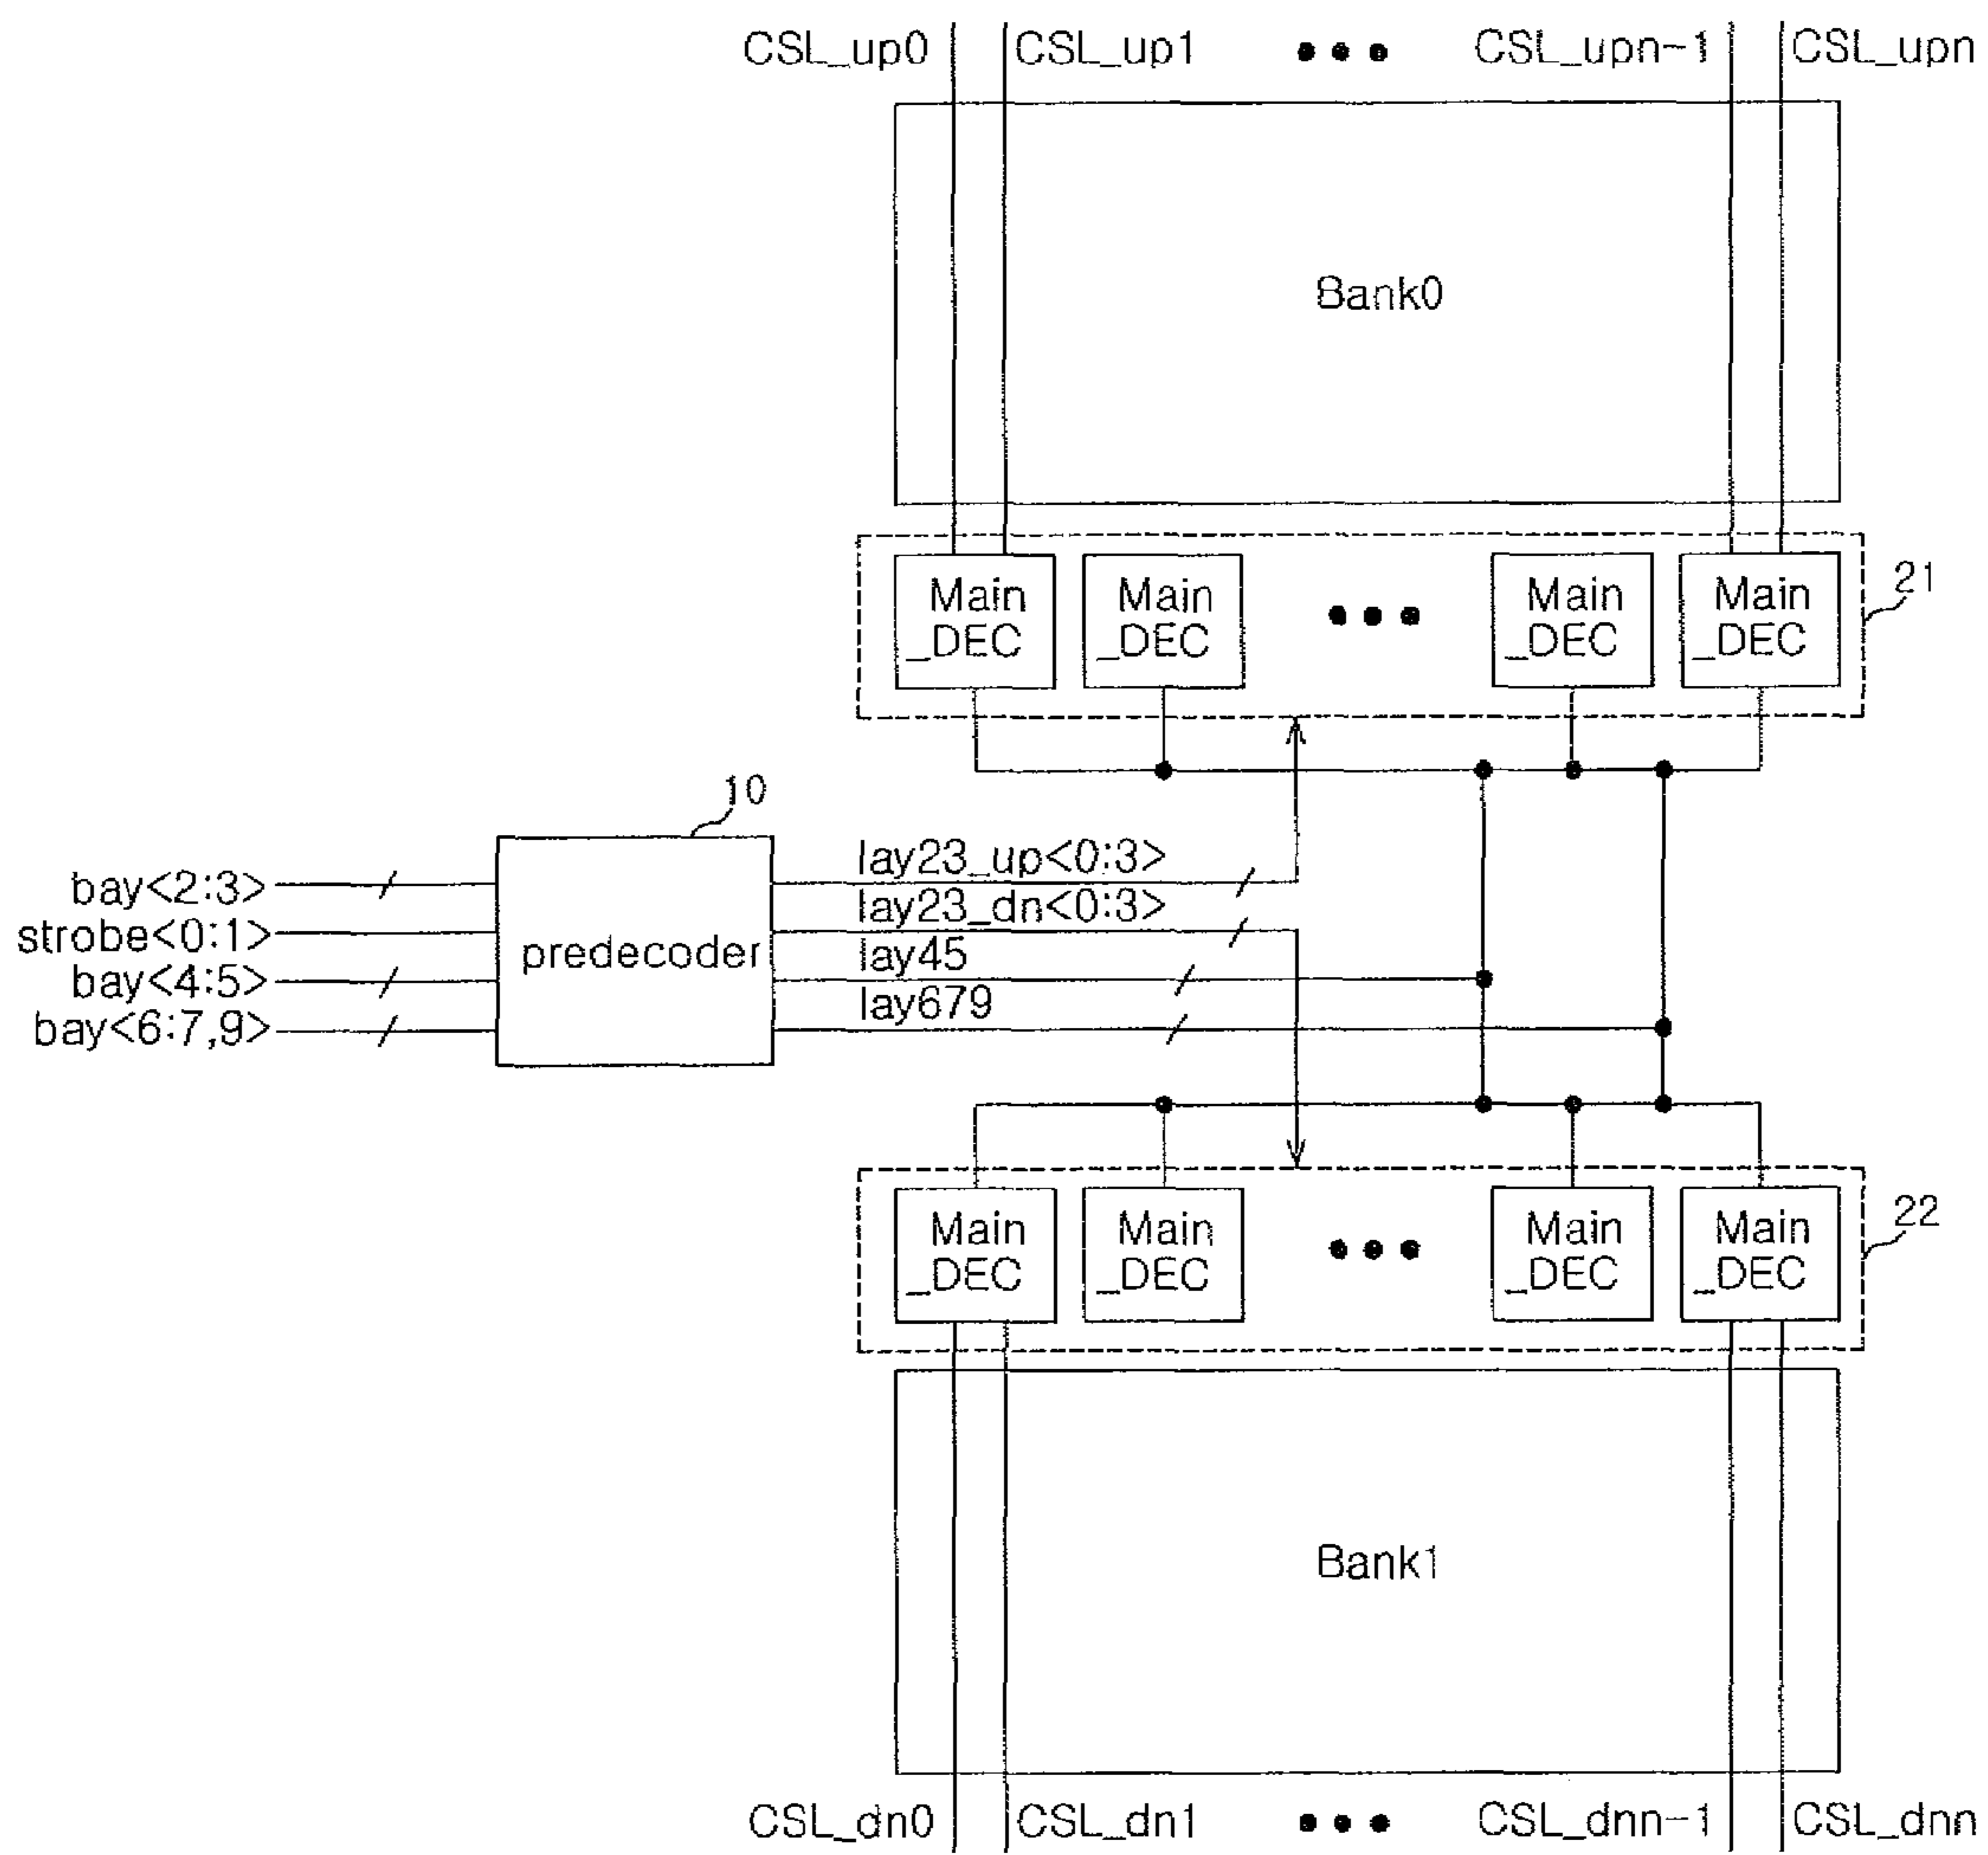 CSL_up0 CSL_up1 ••• CSL_upn-1 CSL_upn
Bank0
Main _DEC
Main _DEC
•••
Main _DEC
Main _DEC
21
10
predecoder
bay<2:3>
strobe<0:1>
bay<4:5>
bay<6:7,9>
lay23_up<0:3>
lay23_dn<0:3>
lay45
lay679
Main _DEC
Main _DEC
•••
Main _DEC
Main _DEC
22
Bank1
CSL_dn0 CSL_dn1 ••• CSL_dnn-1 CSL_dnn